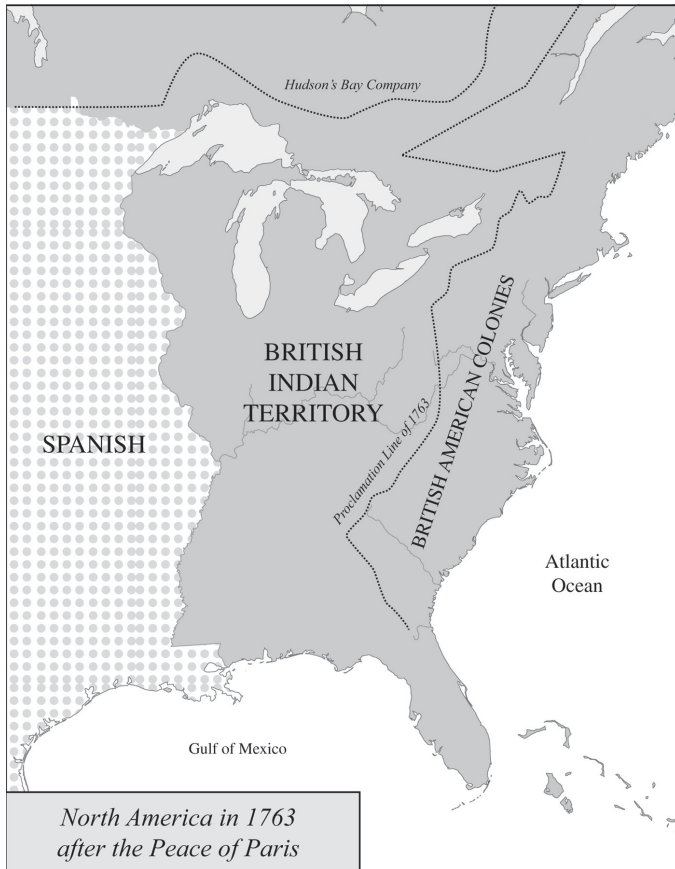 Hudson's Bay Company
BRITISH
INDIAN
TERRITORY
SPANISH
Proclamation Line of 1763
BRITISH AMERICAN COLONIES
Atlantic
Ocean
Gulf of Mexico
North America in 1763
after the Peace of Paris